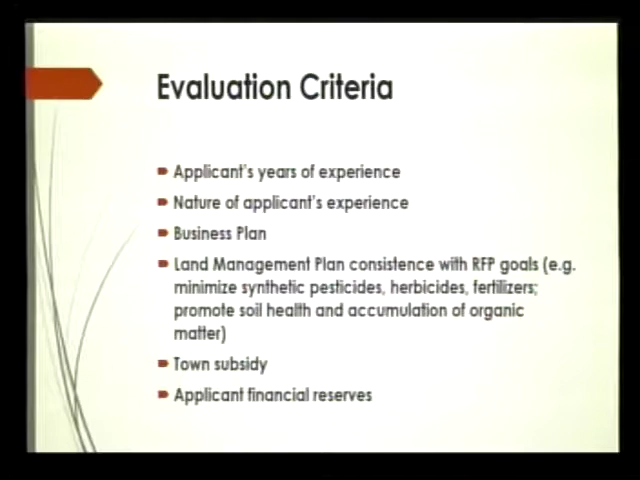 Evaluation Criteria
Applicant's years of experience
Nature of applicant's experience
Business Plan
Land Management Plan consistence with RFP goals (e.g.
minimize synthetic pesticides, herbicides, fertilizers;
promote soil health and accumulation of organic
matter)
Town subsidy
Applicant financial reserves